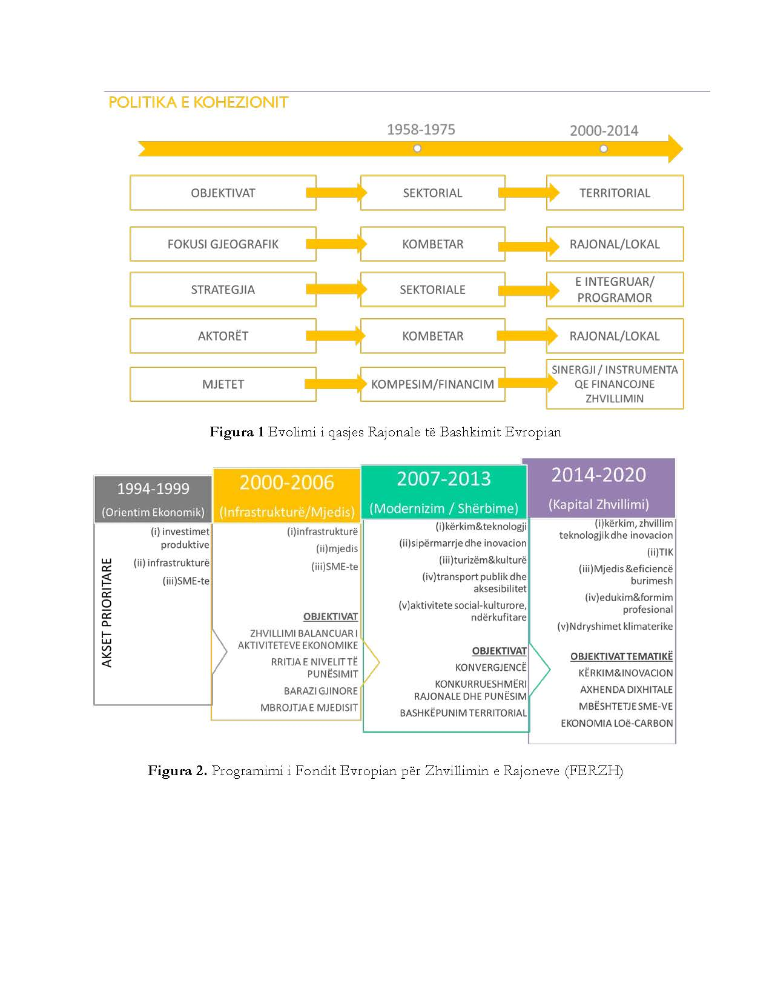 POLITIKA E KOHEZIONIT
1958-1975
2000-2014
OBJEKTIVAT
SEKTORIAL
TERRITORIAL
FOKUSI GJEOGRAFIK
KOMBETAR
RAJONAL/LOKAL
STRATEGJIA
SEKTORIALE
E INTEGRUAR/
PROGRAMOR
AKTORËT
KOMBETAR
RAJONAL/LOKAL
MJETET
KOMPESIM/FINANCIM
SINERGJI / INSTRUMENTA
QE FINANCOJNE
ZHVILLIMIN
Figura 1 Evolimi i qasjes Rajonale të Bashkimit Evropian
1994-1999
(Orientim Ekonomik)
AKSET PRIORITARE
(i) investimet
produktive
(ii) infrastrukturë
(iii)SME-te
2000-2006
(Infrastrukturë/Mjedis)
(i)infrastrukturë
(ii)mjedis
(iii)SME-te
OBJEKTIVAT
ZHVILLIMI BALANCUAR I
AKTIVITETEVE EKONOMIKE
RRITJA E NIVELIT TË
PUNËSIMIT
BARAZI GJINORE
MBROJTJA E MJEDISIT
2007-2013
(Modernizim / Shërbime)
(i)kërkim&teknologji
(ii)sipërmarrje dhe inovacion
(iii)turizëm&kulturë
(iv)transport publik dhe
aksesibilitet
(v)aktivitete social-kulturore,
ndërkufitare
OBJEKTIVAT
KONVERGJENCË
KONKURRUESHMËRI
RAJONALE DHE PUNËSIM
BASHKËPUNIM TERRITORIAL
2014-2020
(Kapital Zhvillimi)
(i)kërkim, zhvillim
teknologjik dhe inovacion
(ii)TIK
(iii)Mjedis &eficiencë
burimesh
(iv)edukim&formim
profesional
(v)Ndryshimet klimaterike
OBJEKTIVAT TEMATIKË
KËRKIM&INOVACION
AXHENDA DIXHITALE
MBËSHTETJE SME-VE
EKONOMIA LOë-CARBON
Figura 2. Programimi i Fondit Evropian për Zhvillimin e Rajoneve (FERZH)